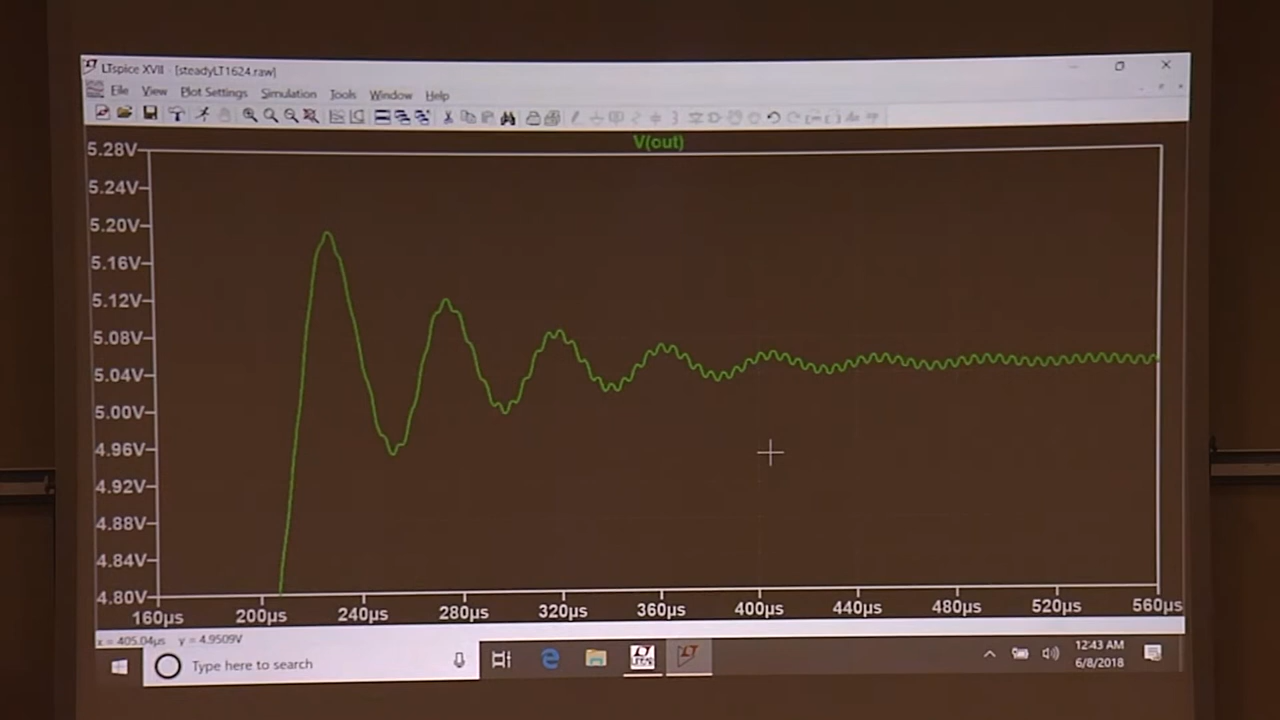 LTspice XVII - [steadyLT1624.raw]
File View Plot Settings Simulation Tools Window Help
V(out)
5.28V
5.24V
5.20V
5.16V
5.12V
5.08V
5.04V
5.00V
4.96V
4.92V
4.88V
4.84V
4.80V
160µs 200µs 240µs 280µs 320µs 360µs 400µs 440µs 480µs 520µs 560µs
x = 405.04µs y = 4.9509V
Type here to search
LINEAR
LT
12:43 AM
6/8/2018